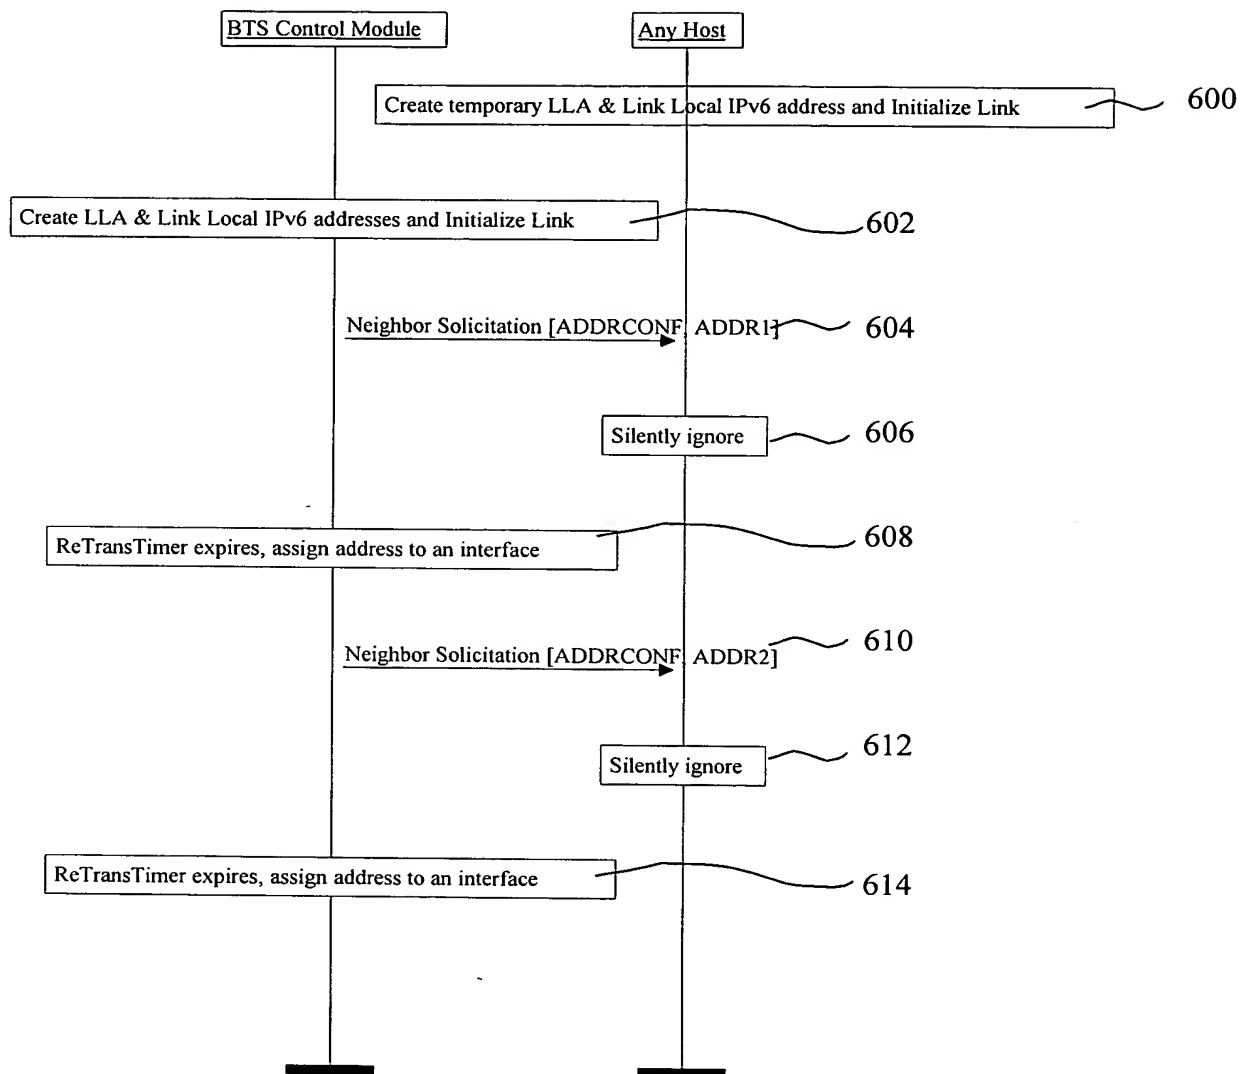 BTS Control Module
Any Host
Create temporary LLA & Link Local IPv6 address and Initialize Link
600
Create LLA & Link Local IPv6 addresses and Initialize Link
602
Neighbor Solicitation [ADDRCONF, ADDR1]
604
Silently ignore
606
ReTransTimer expires, assign address to an interface
608
Neighbor Solicitation [ADDRCONF, ADDR2]
610
Silently ignore
612
ReTransTimer expires, assign address to an interface
614